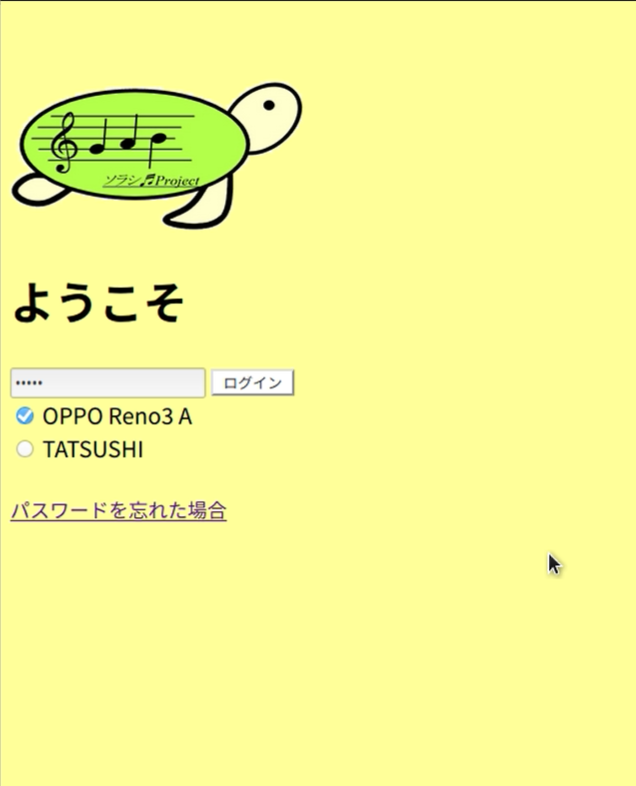 ソラシ♬Project
ようこそ
•••••
ログイン
OPPO Reno3 A
TATSUSHI
パスワードを忘れた場合